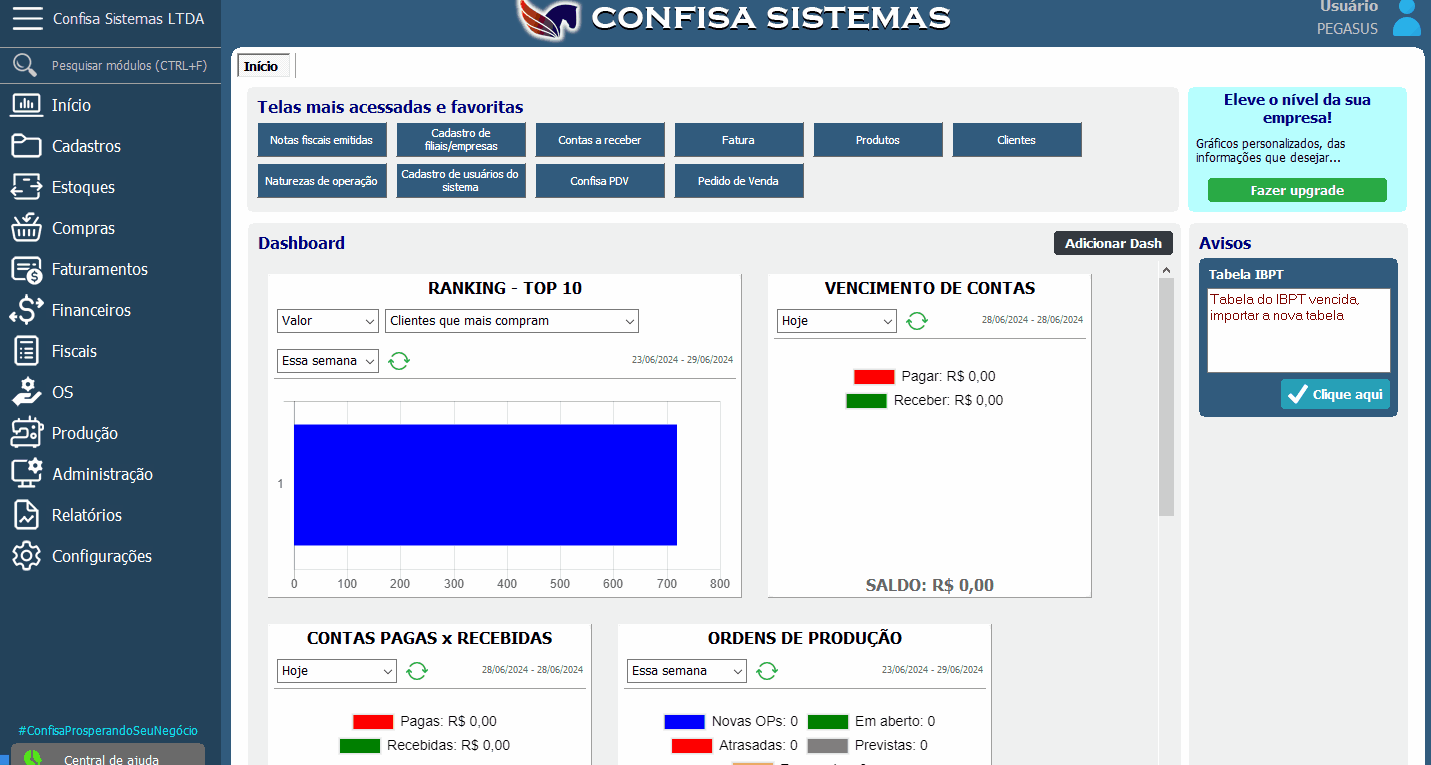 Confisa Sistemas LTDA
CONFISA SISTEMAS
Usuário
PEGASUS
Pesquisar módulos (CTRL+F)
Início
Cadastros
Estoques
Compras
Faturamentos
Financeiros
Fiscais
OS
Produção
Administração
Relatórios
Configurações
#ConfisaProsperandoSeuNegócio
Central de ajuda
Início
Telas mais acessadas e favoritas
Notas fiscais emitidas
Cadastro de
filiais/empresas
Contas a receber
Fatura
Produtos
Clientes
Naturezas de operação
Cadastro de usuários do
sistema
Confisa PDV
Pedido de Venda
Eleve o nível da sua
empresa!
Gráficos personalizados, das
informações que desejar...
Fazer upgrade
Dashboard
Adicionar Dash
RANKING - TOP 10
Valor
Clientes que mais compram
Essa semana
23/06/2024 - 29/06/2024
1
0 100 200 300 400 500 600 700 800
VENCIMENTO DE CONTAS
Hoje
28/06/2024 - 28/06/2024
Pagar: R$ 0,00
Receber: R$ 0,00
SALDO: R$ 0,00
CONTAS PAGAS x RECEBIDAS
Hoje
28/06/2024 - 28/06/2024
Pagas: R$ 0,00
Recebidas: R$ 0,00
ORDENS DE PRODUÇÃO
Essa semana
23/06/2024 - 29/06/2024
Novas OPs: 0
Em aberto: 0
Atrasadas: 0
Previstas: 0
Avisos
Tabela IBPT
Tabela do IBPT vencida,
importar a nova tabela
Clique aqui